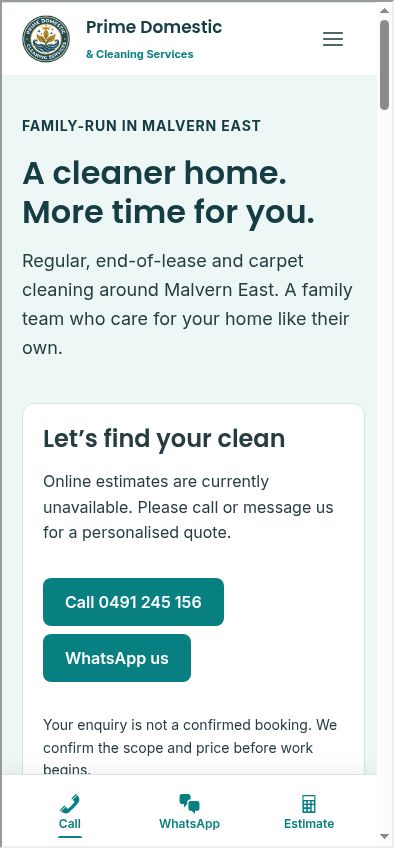 Prime Domestic
& Cleaning Services
FAMILY-RUN IN MALVERN EAST
A cleaner home.
More time for you.
Regular, end-of-lease and carpet
cleaning around Malvern East. A family
team who care for your home like their
own.
Let’s find your clean
Online estimates are currently
unavailable. Please call or message us
for a personalised quote.
Call 0491 245 156
WhatsApp us
Your enquiry is not a confirmed booking. We
confirm the scope and price before work
begins.
Call
WhatsApp
Estimate